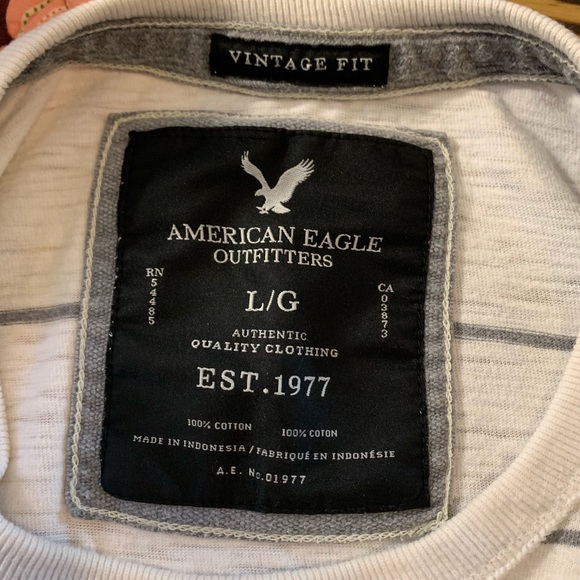 VINTAGE FIT
AMERICAN EAGLE
OUTFITTERS
RN 54485
L/G
CA 03873
AUTHENTIC
QUALITY CLOTHING
EST.1977
100% COTTON 100% COTON
MADE IN INDONESIA / FABRIQUÉ EN INDONÉSIE
A.E. No.01977